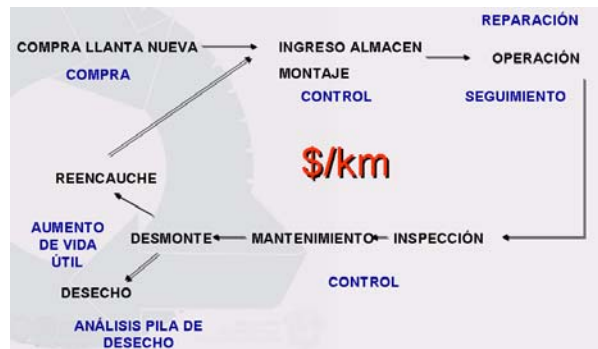 REPARACIÓN
COMPRA LLANTA NUEVA
INGRESO ALMACEN
MONTAJE
OPERACIÓN
COMPRA
CONTROL
SEGUIMIENTO
$/km
REENCAUCHE
AUMENTO
DE VIDA
ÚTIL
DESMONTE
MANTENIMIENTO
INSPECCIÓN
CONTROL
DESECHO
ANÁLISIS PILA DE
DESECHO